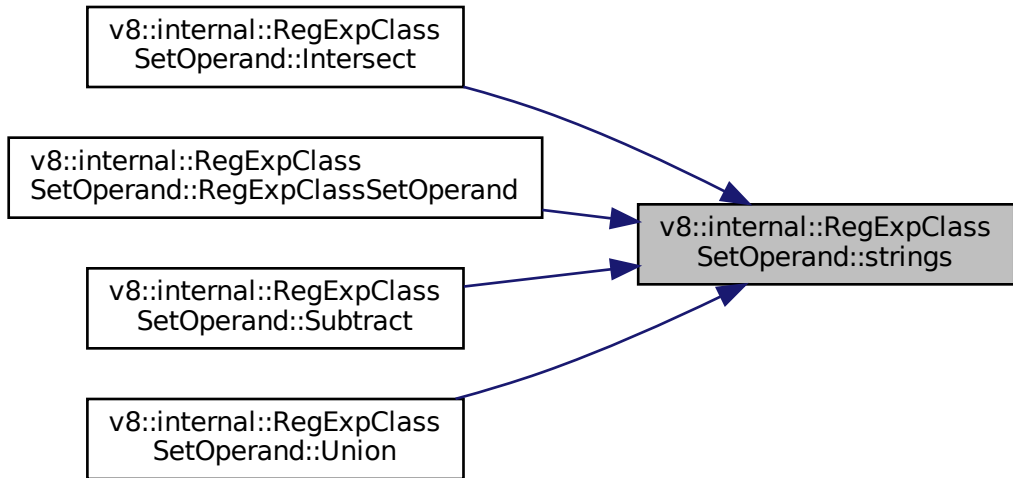 v8::internal::RegExpClass
SetOperand::Intersect
v8::internal::RegExpClass
SetOperand::RegExpClassSetOperand
v8::internal::RegExpClass
SetOperand::strings
v8::internal::RegExpClass
SetOperand::Subtract
v8::internal::RegExpClass
SetOperand::Union